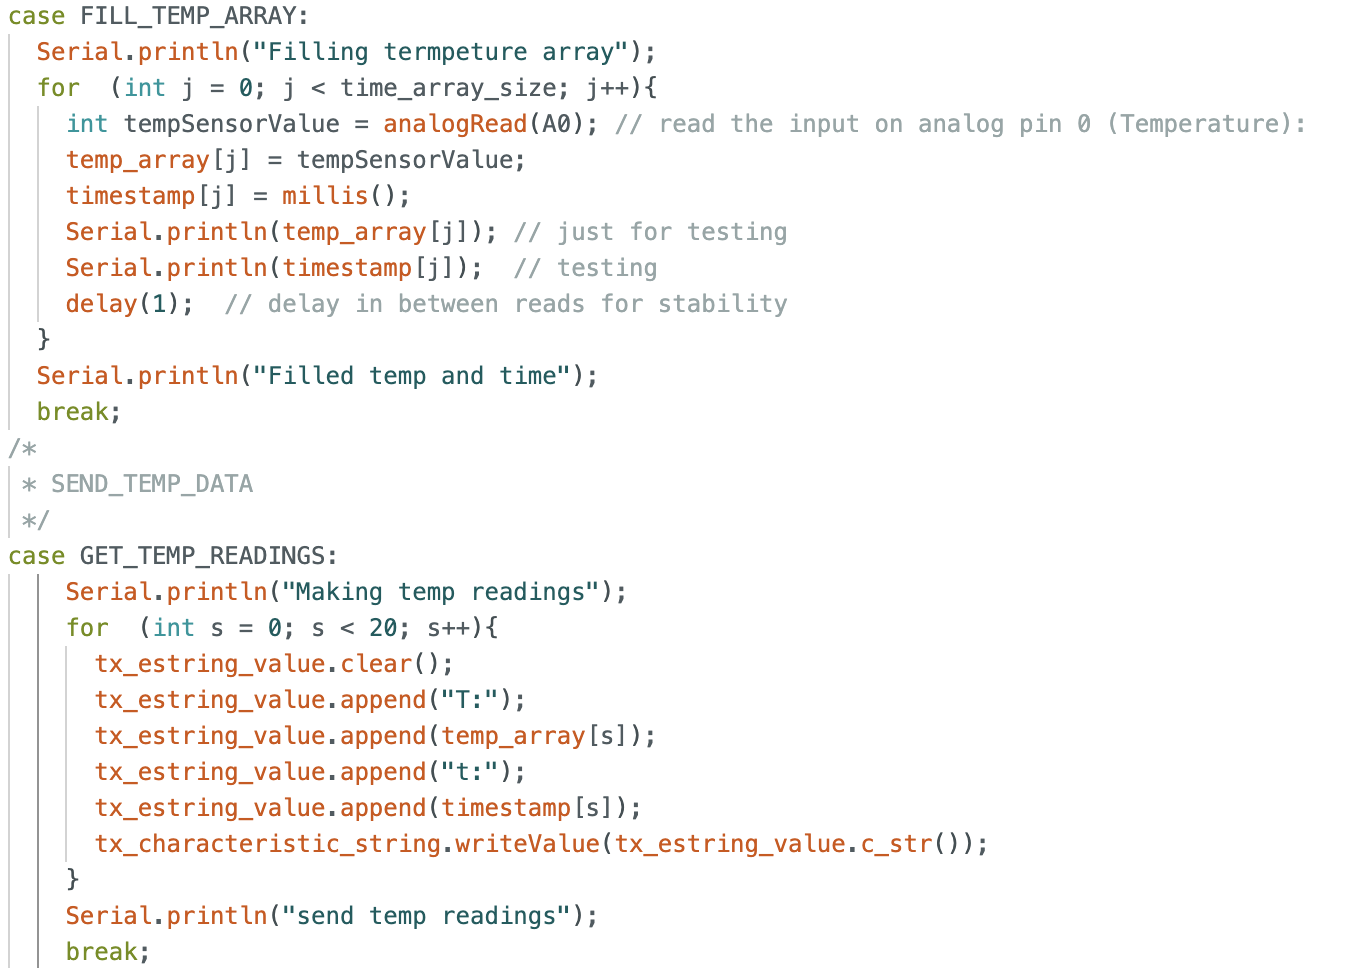 case FILL_TEMP_ARRAY:
  Serial.println("Filling termpeture array");
  for  (int j = 0; j < time_array_size; j++){
    int tempSensorValue = analogRead(A0); // read the input on analog pin 0 (Temperature):
    temp_array[j] = tempSensorValue;
    timestamp[j] = millis();
    Serial.println(temp_array[j]); // just for testing
    Serial.println(timestamp[j]);  // testing
    delay(1);  // delay in between reads for stability
  }
  Serial.println("Filled temp and time");
  break;
/*
 * SEND_TEMP_DATA
 */
case GET_TEMP_READINGS:
    Serial.println("Making temp readings");
    for  (int s = 0; s < 20; s++){
      tx_estring_value.clear();
      tx_estring_value.append("T:");
      tx_estring_value.append(temp_array[s]);
      tx_estring_value.append("t:");
      tx_estring_value.append(timestamp[s]);
      tx_characteristic_string.writeValue(tx_estring_value.c_str());
    }
    Serial.println("send temp readings");
    break;